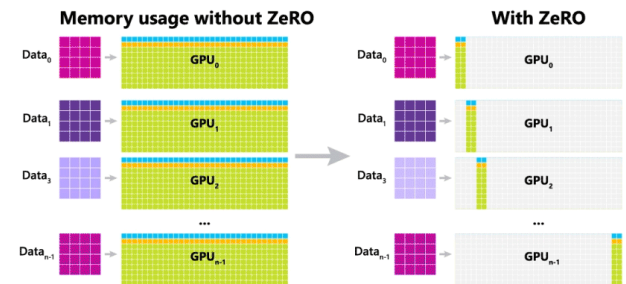 Memory usage without ZeRO
With ZeRO
Data₀
GPU₀
Data₁
GPU₁
Data₃
GPU₂
...
Dataₙ₋₁
GPUₙ₋₁
Data₀
GPU₀
Data₁
GPU₁
Data₃
GPU₂
...
Dataₙ₋₁
GPUₙ₋₁